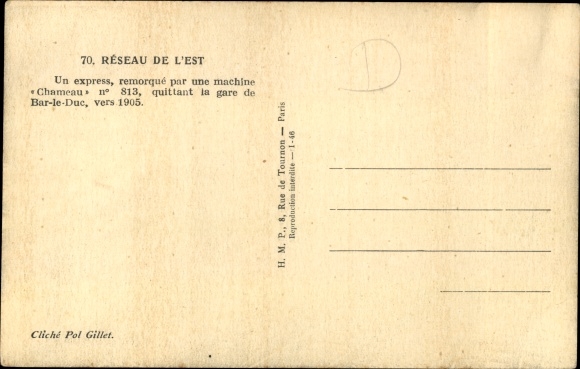 70. RÉSEAU DE L'EST
Un express, remorqué par une machine
«Chameau» n° 813, quittant la gare de
Bar-le-Duc, vers 1905.
Cliché Pol Gillet.
H. M. P., 8, Rue de Tournon — Paris
Reproduction interdite — 1-46
D